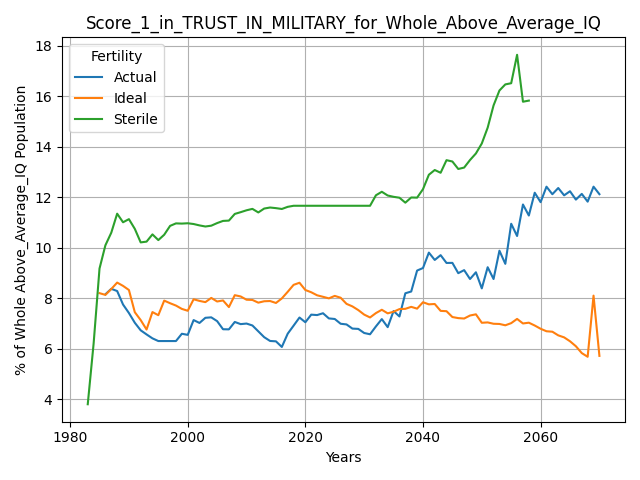 Score_1_in_TRUST_IN_MILITARY_for_Whole_Above_Average_IQ
% of Whole Above_Average_IQ Population
18
16
14
12
10
8
6
4
Fertility
Actual
Ideal
Sterile
1980
2000
2020
2040
2060
Years